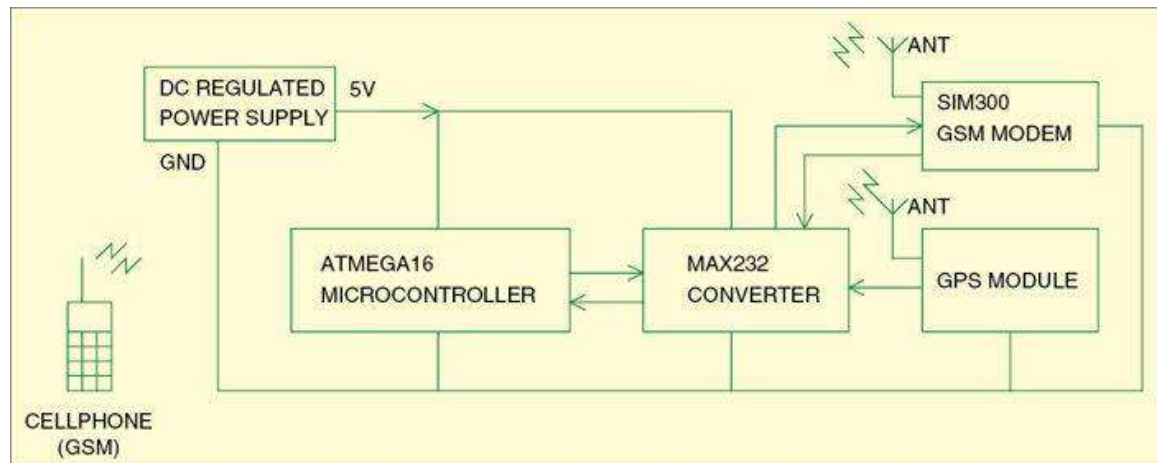 DC REGULATED
POWER SUPPLY
5V
GND
ANT
SIM300
GSM MODEM
ANT
ATMEGA16
MICROCONTROLLER
MAX232
CONVERTER
GPS MODULE
CELLPHONE
(GSM)